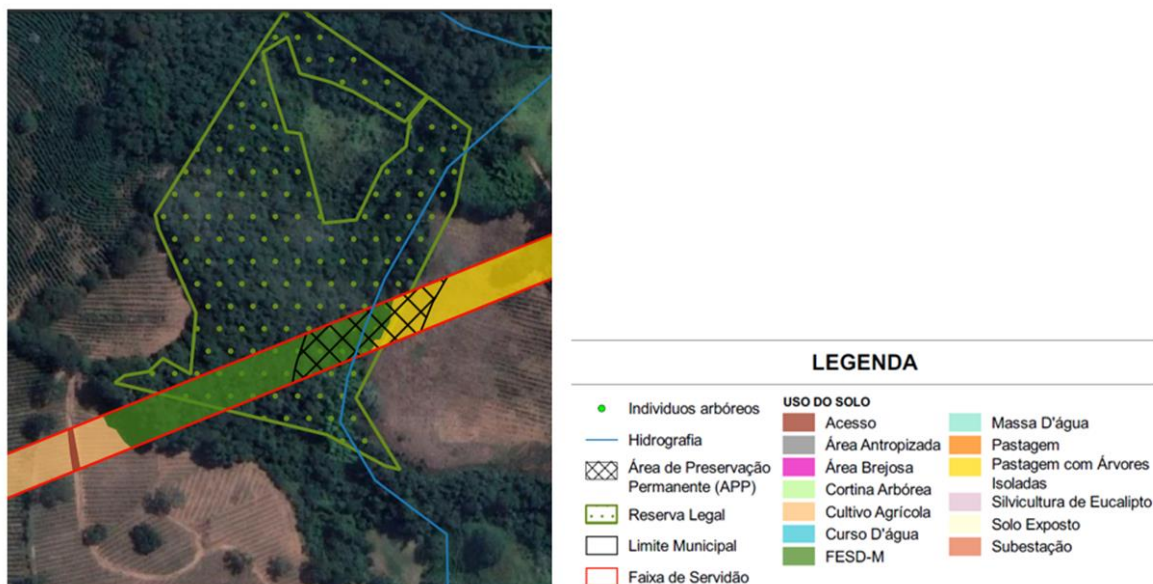 LEGENDA
Individuos arbóreos
Hidrografia
Área de Preservação
Permanente (APP)
Reserva Legal
Limite Municipal
Faixa de Servidão
USO DO SOLO
Acesso
Área Antropizada
Área Brejosa
Cortina Arbórea
Cultivo Agrícola
Curso D'água
FESD-M
Massa D'água
Pastagem
Pastagem com Árvores
Isoladas
Silvicultura de Eucalipto
Solo Exposto
Subestação